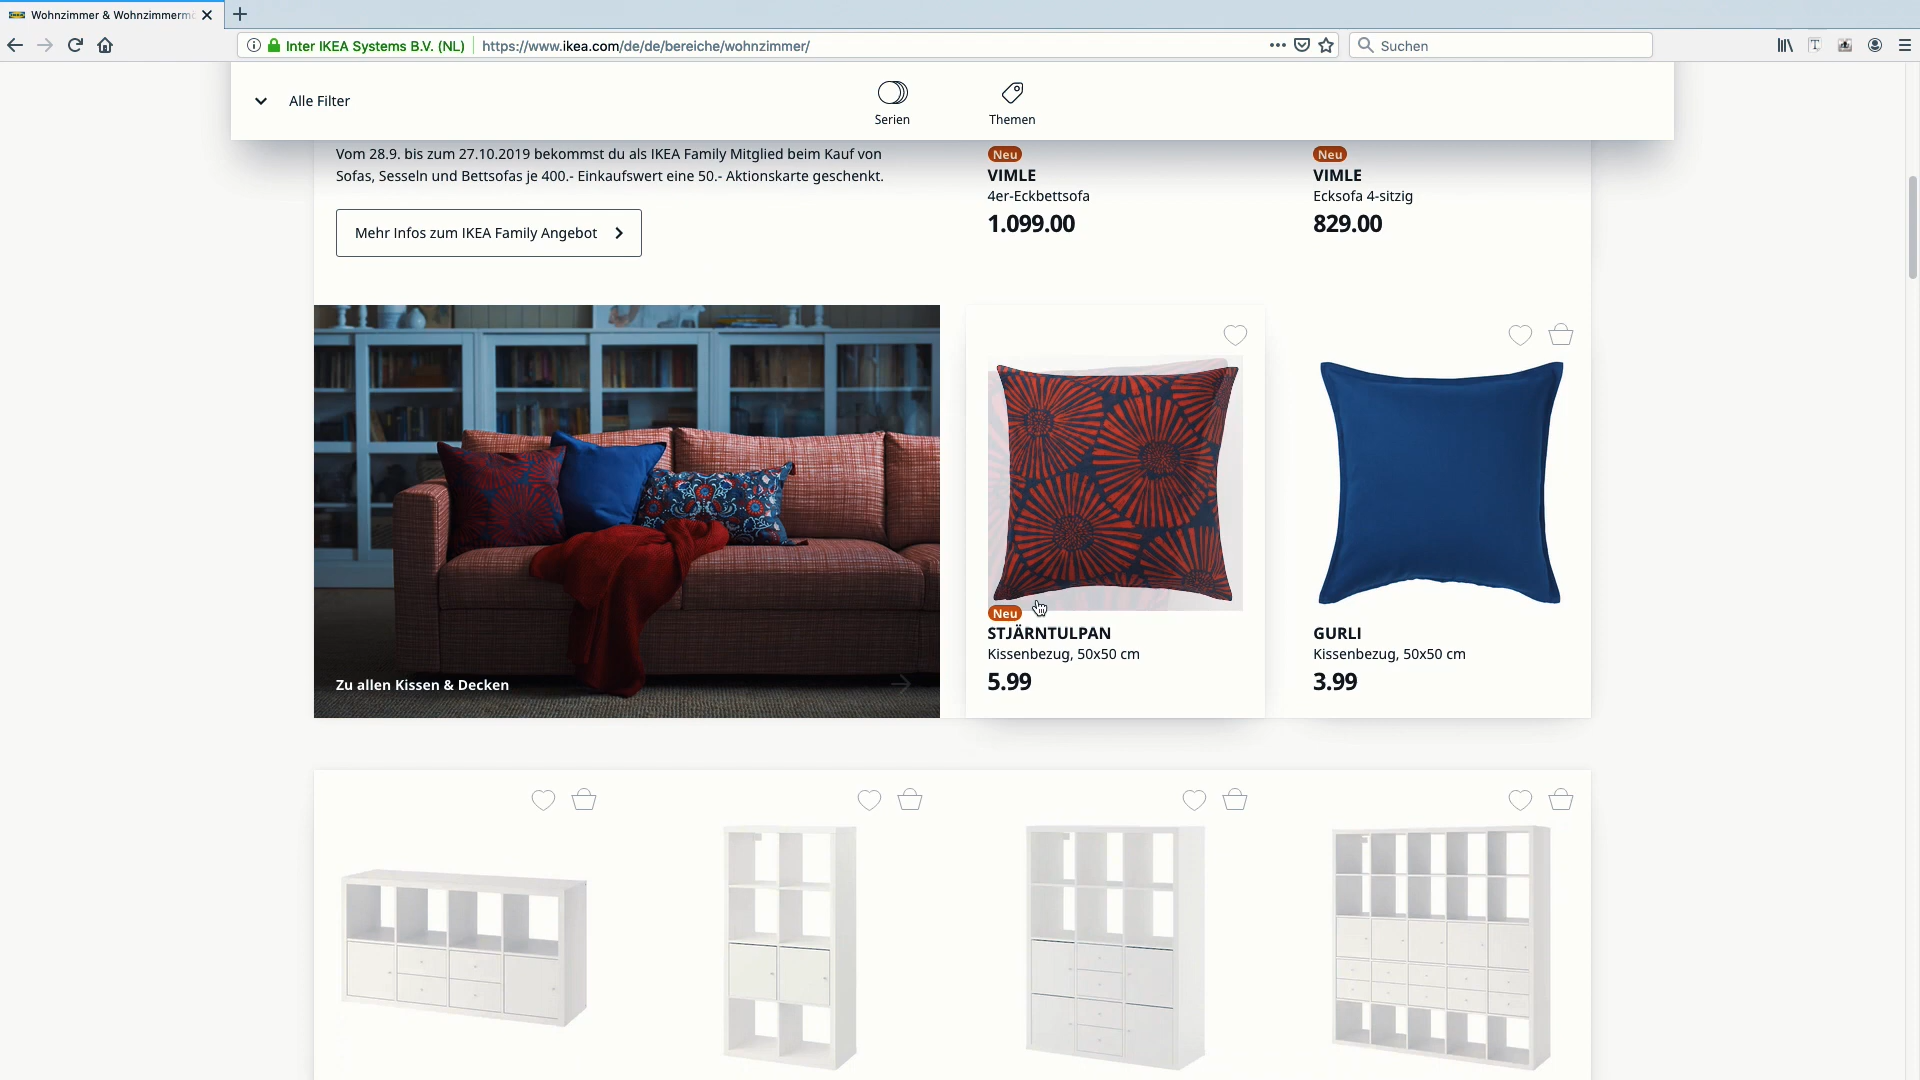 Wohnzimmer & Wohnzimmermö
Inter IKEA Systems B.V. (NL)
https://www.ikea.com/de/de/bereiche/wohnzimmer/
Suchen
Alle Filter
Serien
Themen
Vom 28.9. bis zum 27.10.2019 bekommst du als IKEA Family Mitglied beim Kauf von
Sofas, Sesseln und Bettsofas je 400.- Einkaufswert eine 50.- Aktionskarte geschenkt.
Mehr Infos zum IKEA Family Angebot
Neu
VIMLE
4er-Eckbettsofa
1.099.00
Neu
VIMLE
Ecksofa 4-sitzig
829.00
Zu allen Kissen & Decken
Neu
STJÄRNTULPAN
Kissenbezug, 50x50 cm
5.99
GURLI
Kissenbezug, 50x50 cm
3.99